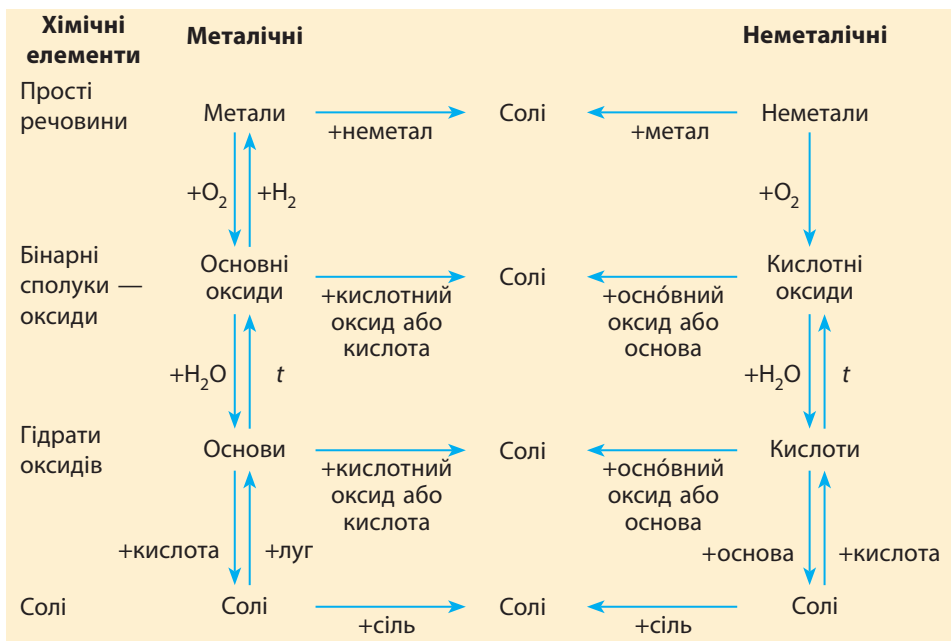 Хімічні
елементи
Металічні
Неметалічні
Прості
речовини
Метали
+неметал
Солі
+метал
Неметали
+O₂
+H₂
+O₂
Бінарні
сполуки —
оксиди
Основні
оксиди
+кислотний
оксид або
кислота
Солі
+оснóвний
оксид або
основа
Кислотні
оксиди
+H₂O
t
+H₂O
t
Гідрати
оксидів
Основи
+кислотний
оксид або
кислота
Солі
+оснóвний
оксид або
основа
Кислоти
+кислота
+луг
+основа
+кислота
Солі
Солі
+сіль
Солі
+сіль
Солі